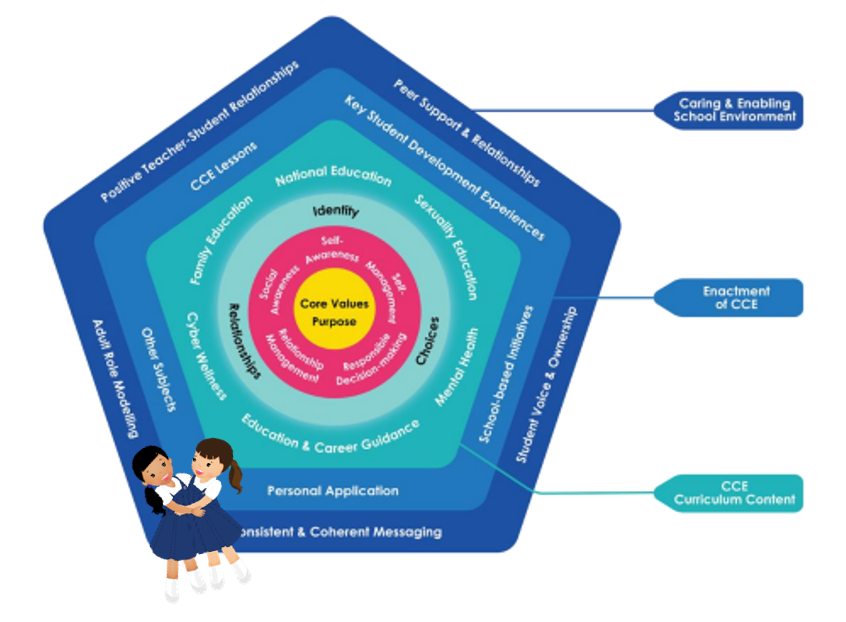 Positive Teacher-Student Relationships
Peer Support & Relationships
Caring & Enabling
School Environment
Key Student Development Experiences
CCE Lessons
National Education
Family Education
Sexuality Education
Identity
Self-
Awareness
Social
Awareness
Self-
Management
Core Values
Purpose
Enactment
of CCE
Relationships
Choices
Relationship
Management
Responsible
Decision-making
Cyber Wellness
Mental Health
Other Subjects
School-based Initiatives
Adult Role Modelling
Student Voice & Ownership
Education & Career Guidance
CCE
Curriculum Content
Personal Application
& Coherent Messaging